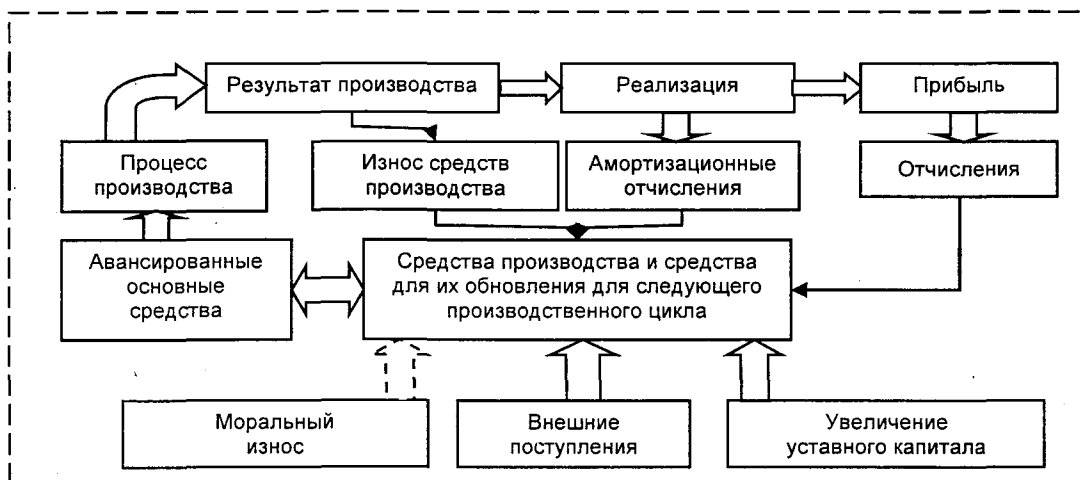 Результат производства
Реализация
Прибыль
Процесс
производства
Износ средств
производства
Амортизационные
отчисления
Отчисления
Авансированные
основные
средства
Средства производства и средства
для их обновления для следующего
производственного цикла
Моральный
износ
Внешние
поступления
Увеличение
уставного капитала